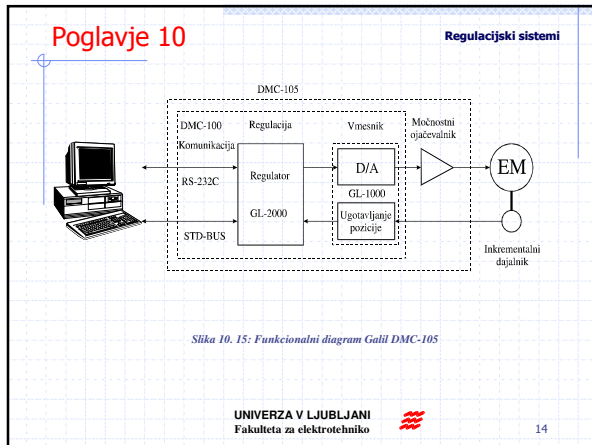 Poglavje 10
Regulacijski sistemi
DMC-105
DMC-100
Regulacija
Vmesnik
Močnostni
ojačevalnik
Komunikacija
RS-232C
STD-BUS
Regulator
GL-2000
D/A
GL-1000
Ugotavljanje
pozicije
EM
Inkrementalni
dajalnik
Slika 10. 15: Funkcionalni diagram Galil DMC-105
UNIVERZA V LJUBLJANI
Fakulteta za elektrotehniko
14